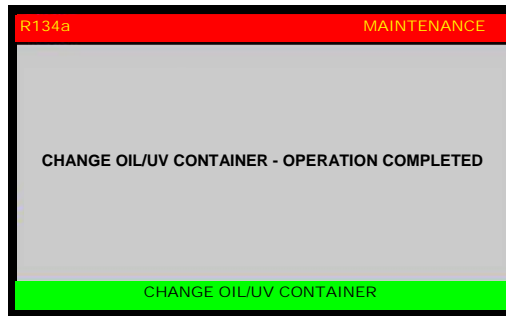 R134a MAINTENANCE
CHANGE OIL/UV CONTAINER - OPERATION COMPLETED
CHANGE OIL/UV CONTAINER